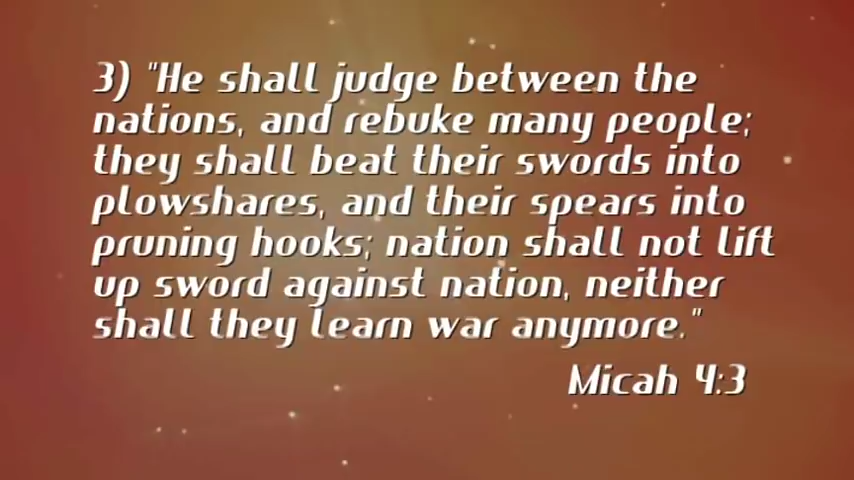 3) "He shall judge between the
nations, and rebuke many people;
they shall beat their swords into
plowshares, and their spears into
pruning hooks; nation shall not lift
up sword against nation, neither
shall they learn war anymore."
Micah 4:3